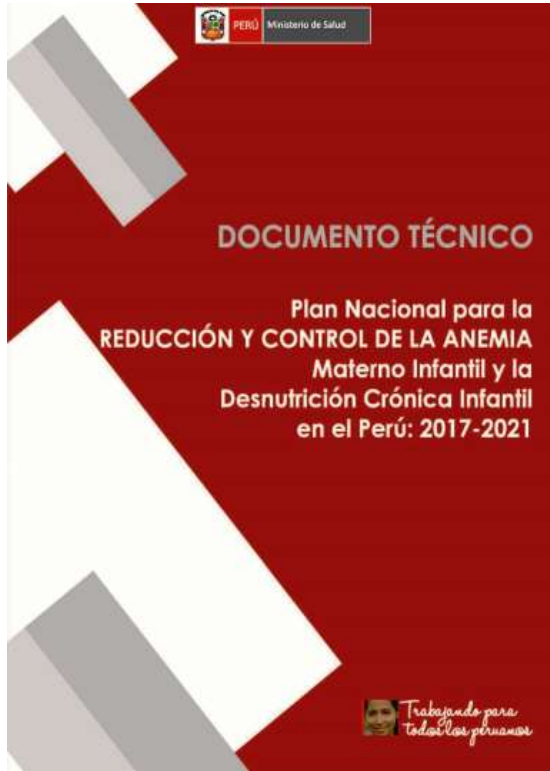 PERÚ Ministerio de Salud
DOCUMENTO TÉCNICO
Plan Nacional para la
REDUCCIÓN Y CONTROL DE LA ANEMIA
Materno Infantil y la
Desnutrición Crónica Infantil
en el Perú: 2017-2021
Trabajando para
todos los peruanos